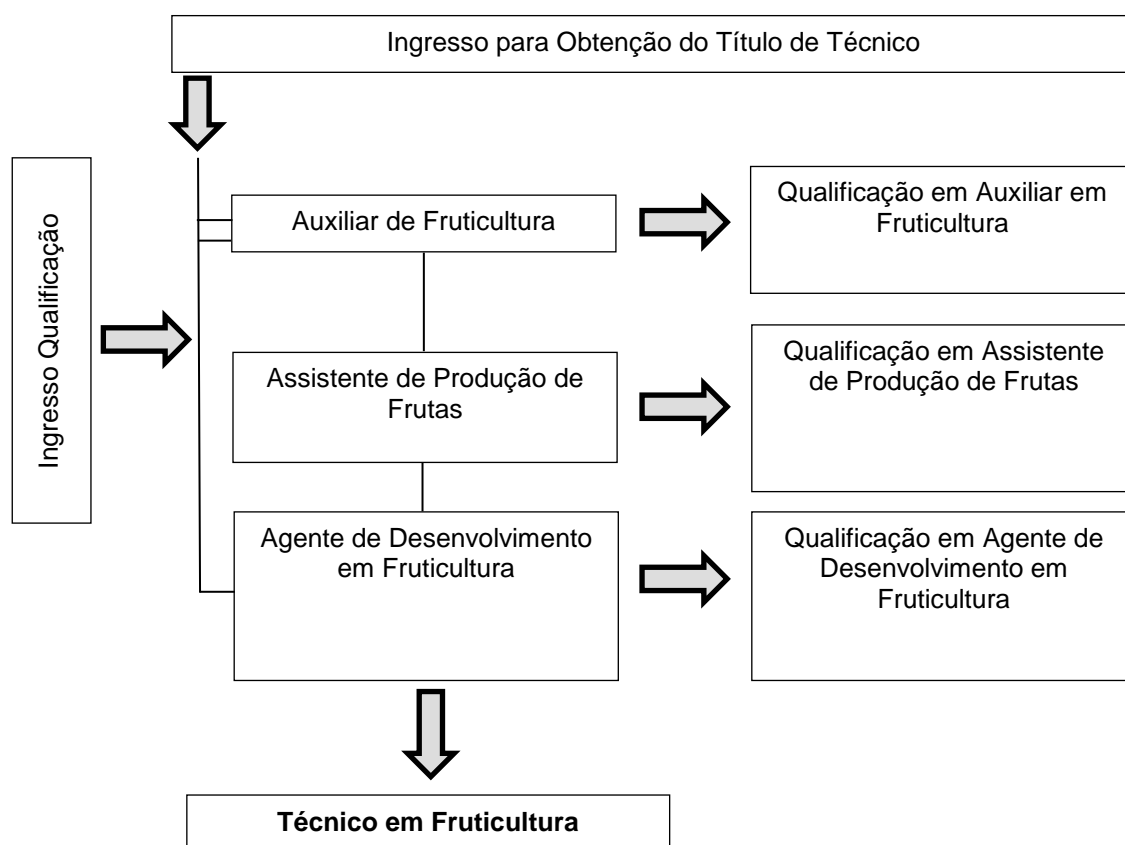 Ingresso para Obtenção do Título de Técnico
Ingresso Qualificação
Auxiliar de Fruticultura
Qualificação em Auxiliar em
Fruticultura
Assistente de Produção de
Frutas
Qualificação em Assistente
de Produção de Frutas
Agente de Desenvolvimento
em Fruticultura
Qualificação em Agente de
Desenvolvimento em
Fruticultura
Técnico em Fruticultura